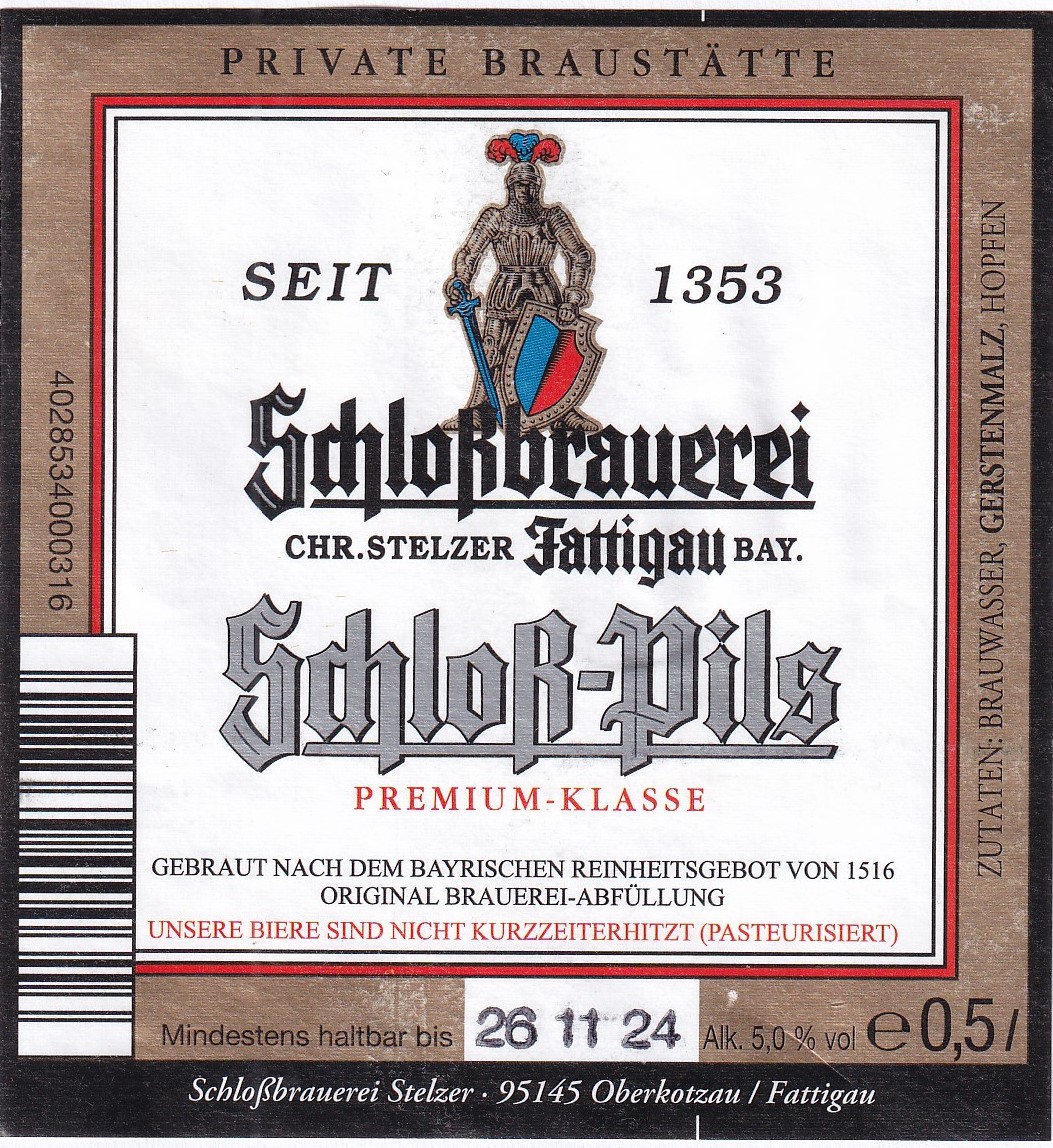 PRIVATE BRAUSTÄTTE
SEIT 1353
Schloßbrauerei
CHR. STELZER Fattigau BAY.
Schloß-Pils
PREMIUM-KLASSE
GEBRAUT NACH DEM BAYRISCHEN REINHEITSGEBOT VON 1516
ORIGINAL BRAUEREI-ABFÜLLUNG
UNSERE BIERE SIND NICHT KURZZEITERHITZT (PASTEURISIERT)
4028534000316
ZUTATEN: BRAUWASSER, GERSTENMALZ, HOPFEN
Mindestens haltbar bis 26 11 24 Alk. 5,0 % vol ℮ 0,5 l
Schloßbrauerei Stelzer · 95145 Oberkotzau / Fattigau